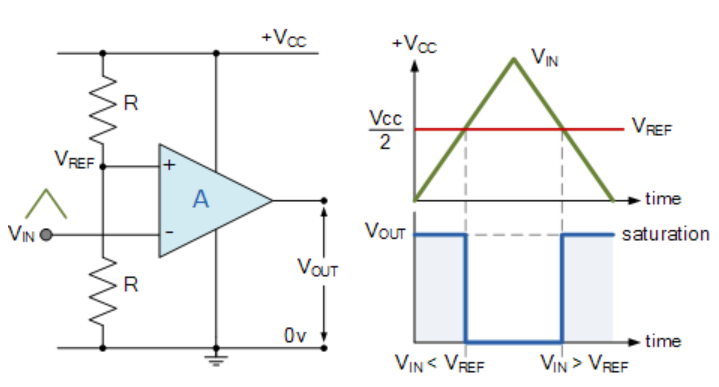 +VCC
R
VREF
+
A
VIN
-
VOUT
R
0v
+VCC
VIN
Vcc
2
VREF
time
VOUT
saturation
time
VIN < VREF
VIN > VREF